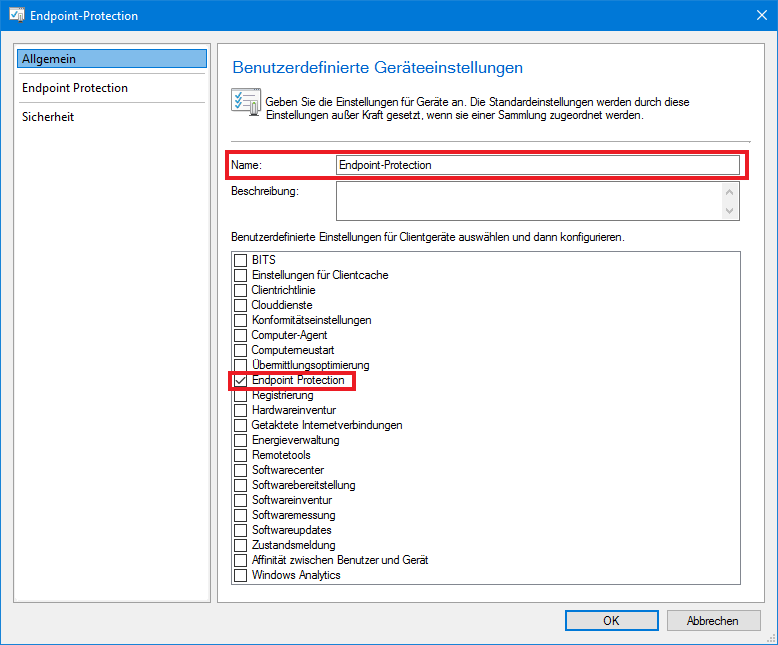 Endpoint-Protection
Allgemein
Endpoint Protection
Sicherheit
Benutzerdefinierte Geräteeinstellungen
Geben Sie die Einstellungen für Geräte an. Die Standardeinstellungen werden durch diese
Einstellungen außer Kraft gesetzt, wenn sie einer Sammlung zugeordnet werden.
Name: Endpoint-Protection
Beschreibung:
Benutzerdefinierte Einstellungen für Clientgeräte auswählen und dann konfigurieren.
BITS
Einstellungen für Clientcache
Clientrichtlinie
Clouddienste
Konformitätseinstellungen
Computer-Agent
Computerneustart
Übermittlungsoptimierung
Endpoint Protection
Registrierung
Hardwareinventur
Getaktete Internetverbindungen
Energieverwaltung
Remotetools
Softwarecenter
Softwarebereitstellung
Softwareinventur
Softwaremessung
Softwareupdates
Zustandsmeldung
Affinität zwischen Benutzer und Gerät
Windows Analytics
OK Abbrechen